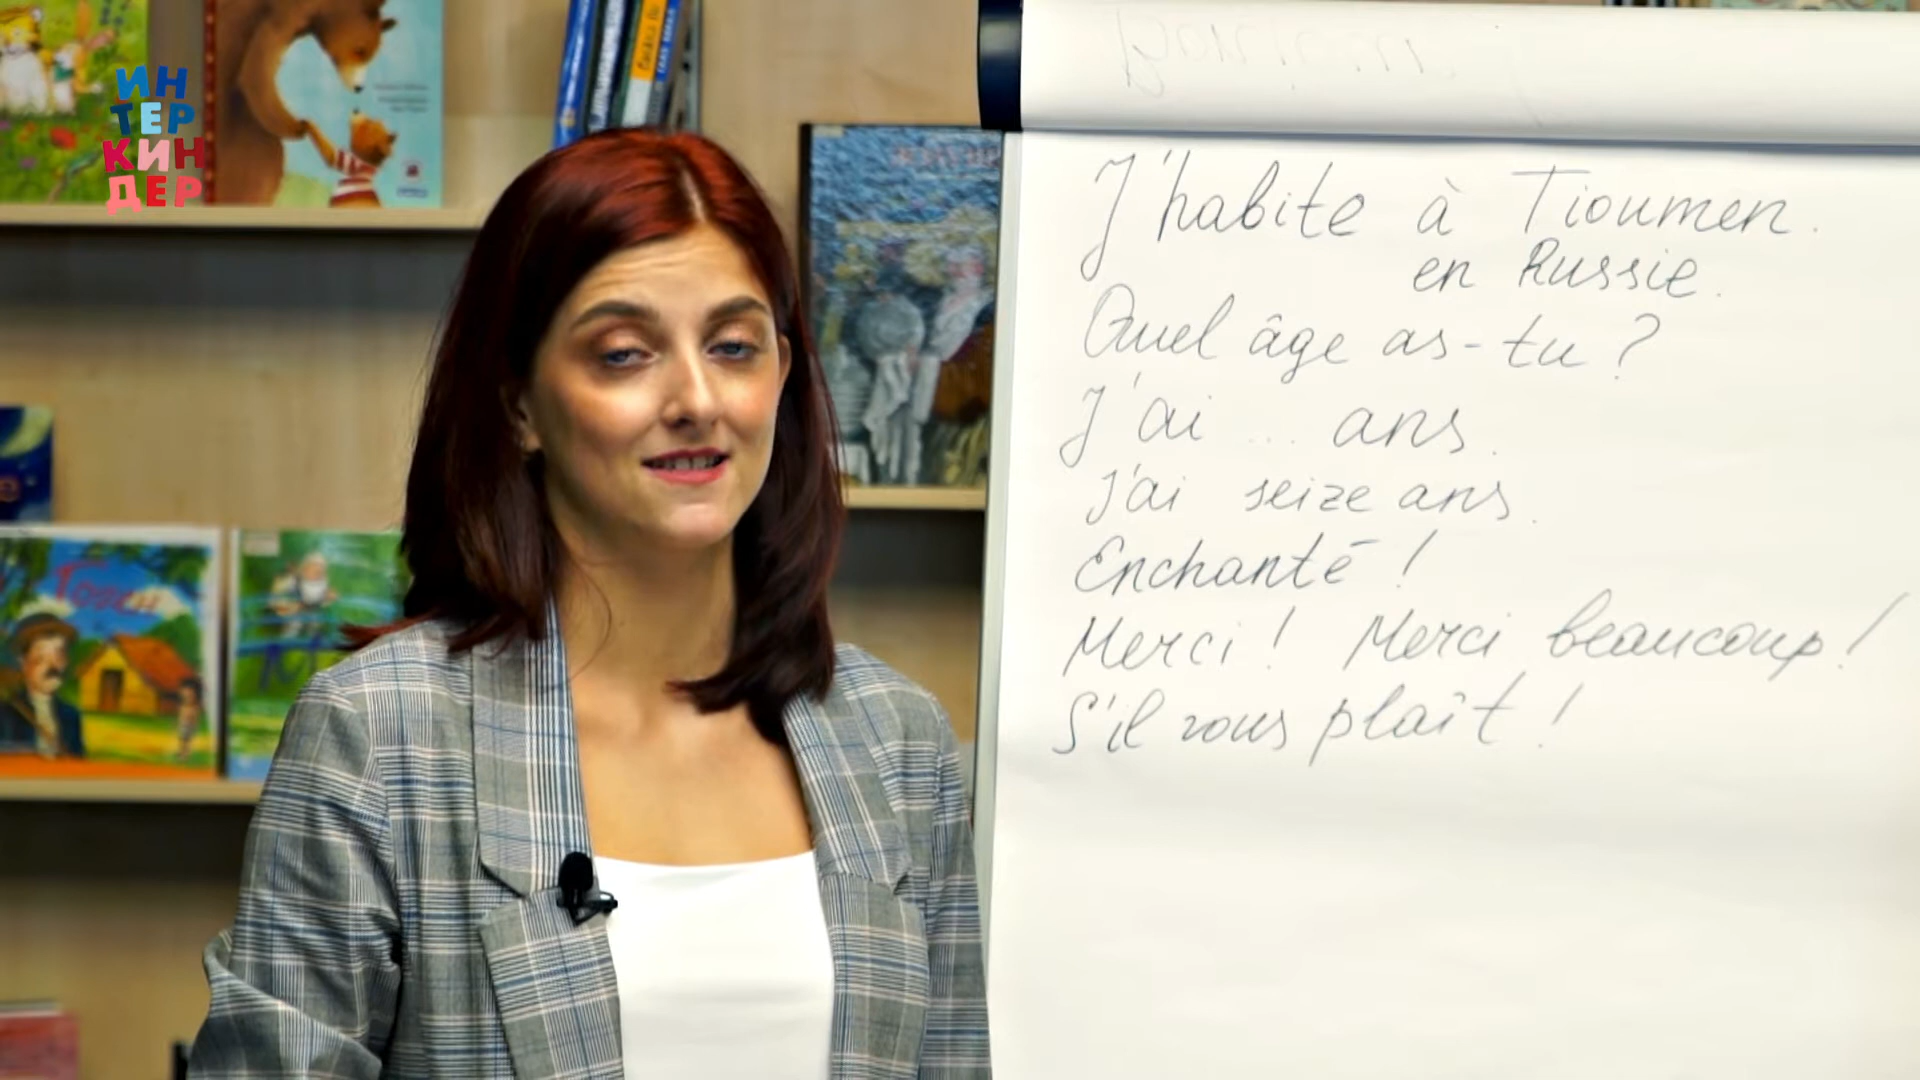 ИН
ТЕР
КИН
ДЕР
J'habite à Tioumen.
en Russie.
Quel âge as-tu ?
J'ai ... ans.
J'ai seize ans.
Enchanté !
Merci ! Merci beaucoup !
S'il vous plaît !